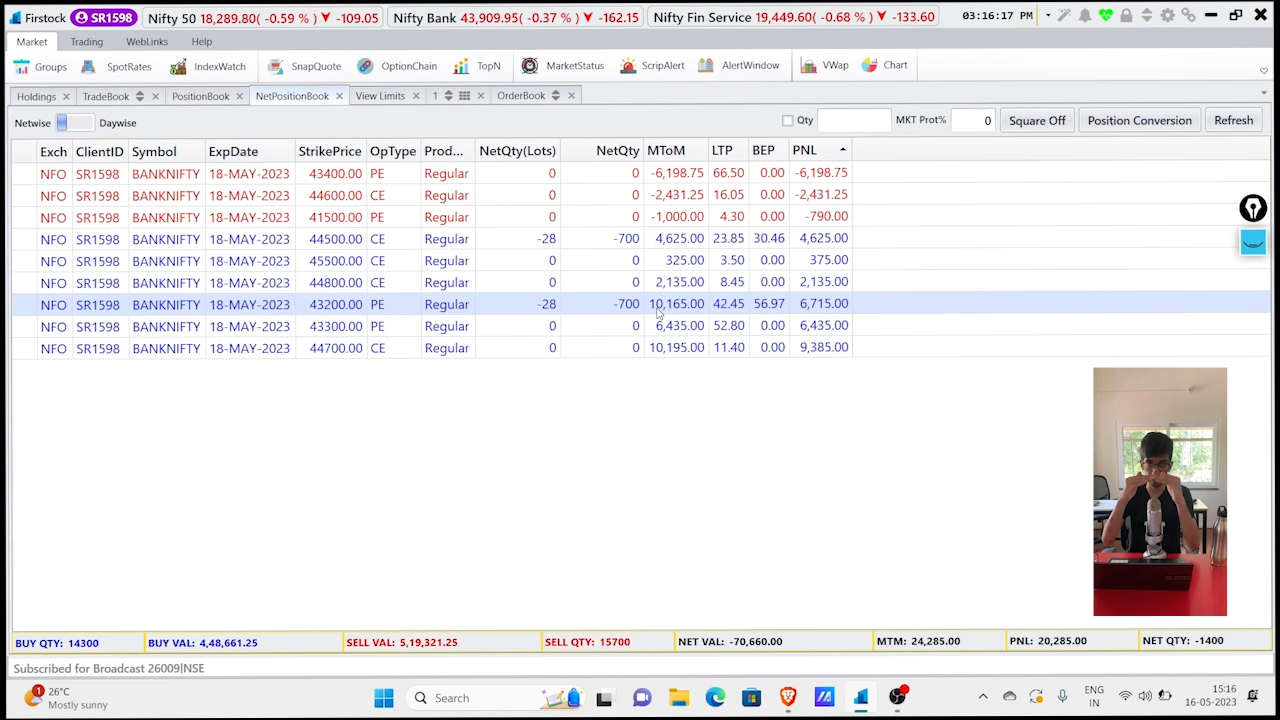 Firstock SR1598 Nifty 50 18,289.80( -0.59 % ) -109.05 Nifty Bank 43,909.95( -0.37 % ) -162.15 Nifty Fin Service 19,449.60( -0.68 % ) -133.60 03:16:17 PM
Market Trading WebLinks Help
Groups SpotRates IndexWatch SnapQuote OptionChain TopN MarketStatus ScripAlert AlertWindow VWap Chart
Holdings TradeBook PositionBook NetPositionBook View Limits 1 OrderBook
Netwise Daywise Qty MKT Prot% 0 Square Off Position Conversion Refresh
Exch ClientID Symbol ExpDate StrikePrice OpType Prod... NetQty(Lots) NetQty MToM LTP BEP PNL
NFO SR1598 BANKNIFTY 18-MAY-2023 43400.00 PE Regular 0 0 -6,198.75 66.50 0.00 -6,198.75
NFO SR1598 BANKNIFTY 18-MAY-2023 44600.00 CE Regular 0 0 -2,431.25 16.05 0.00 -2,431.25
NFO SR1598 BANKNIFTY 18-MAY-2023 41500.00 PE Regular 0 0 -1,000.00 4.30 0.00 -790.00
NFO SR1598 BANKNIFTY 18-MAY-2023 44500.00 CE Regular -28 -700 4,625.00 23.85 30.46 4,625.00
NFO SR1598 BANKNIFTY 18-MAY-2023 45500.00 CE Regular 0 0 325.00 3.50 0.00 375.00
NFO SR1598 BANKNIFTY 18-MAY-2023 44800.00 CE Regular 0 0 2,135.00 8.45 0.00 2,135.00
NFO SR1598 BANKNIFTY 18-MAY-2023 43200.00 PE Regular -28 -700 10,165.00 42.45 56.97 6,715.00
NFO SR1598 BANKNIFTY 18-MAY-2023 43300.00 PE Regular 0 0 6,435.00 52.80 0.00 6,435.00
NFO SR1598 BANKNIFTY 18-MAY-2023 44700.00 CE Regular 0 0 10,195.00 11.40 0.00 9,385.00
BUY QTY: 14300 BUY VAL: 4,48,661.25 SELL VAL: 5,19,321.25 SELL QTY: 15700 NET VAL: -70,660.00 MTM: 24,285.00 PNL: 20,285.00 NET QTY: -1400
Subscribed for Broadcast 26009|NSE
1 26°C Search ENG 15:16
Mostly sunny IN 16-05-2023